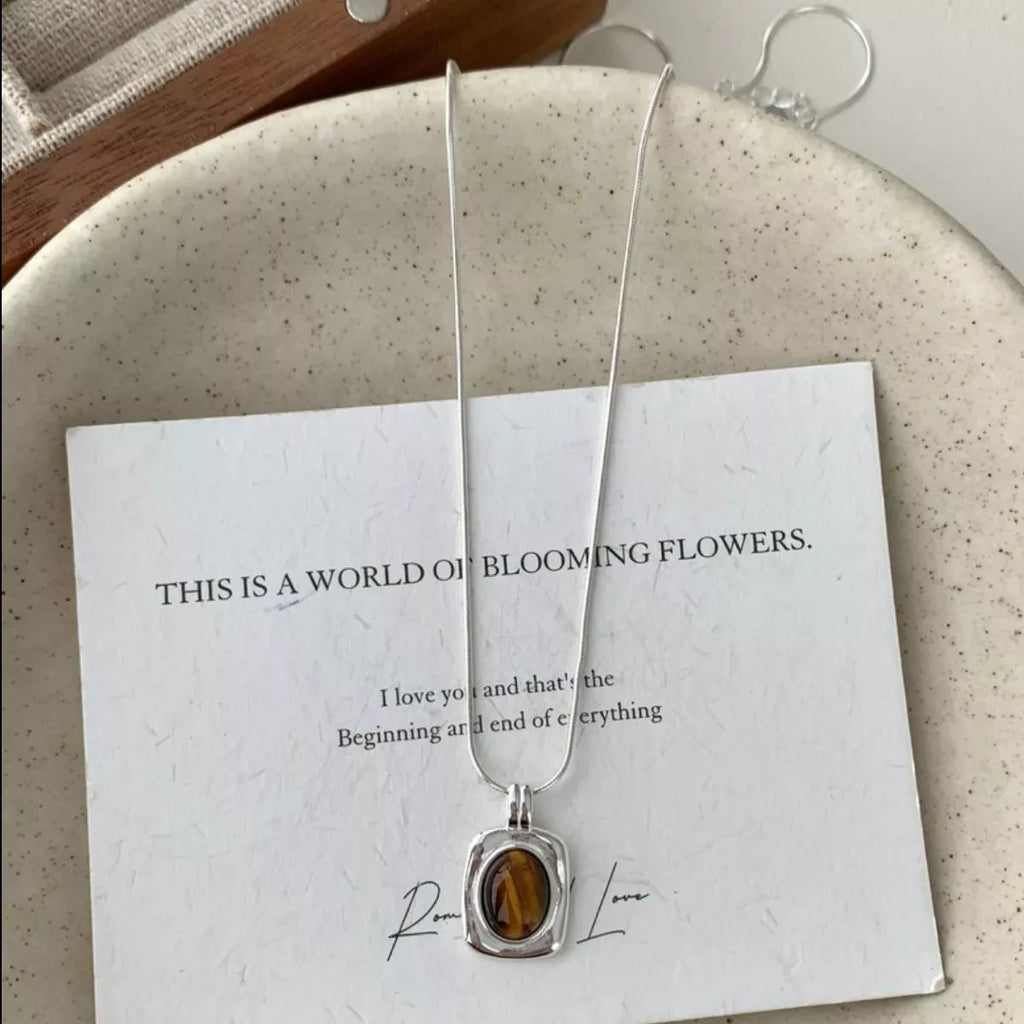 THIS IS A WORLD OF BLOOMING FLOWERS.
I love you and that's the
Beginning and end of everything
Love